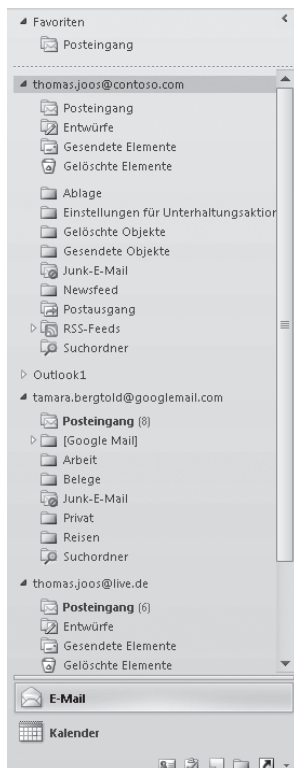 Favoriten
Posteingang
thomas.joos@contoso.com
Posteingang
Entwürfe
Gesendete Elemente
Gelöschte Elemente
Ablage
Einstellungen für Unterhaltungsaktion
Gelöschte Objekte
Gesendete Objekte
Junk-E-Mail
Newsfeed
Postausgang
RSS-Feeds
Suchordner
Outlook1
tamara.bergtold@googlemail.com
Posteingang (8)
[Google Mail]
Arbeit
Belege
Junk-E-Mail
Privat
Reisen
Suchordner
thomas.joos@live.de
Posteingang (6)
Entwürfe
Gesendete Elemente
Gelöschte Elemente
E-Mail
Kalender